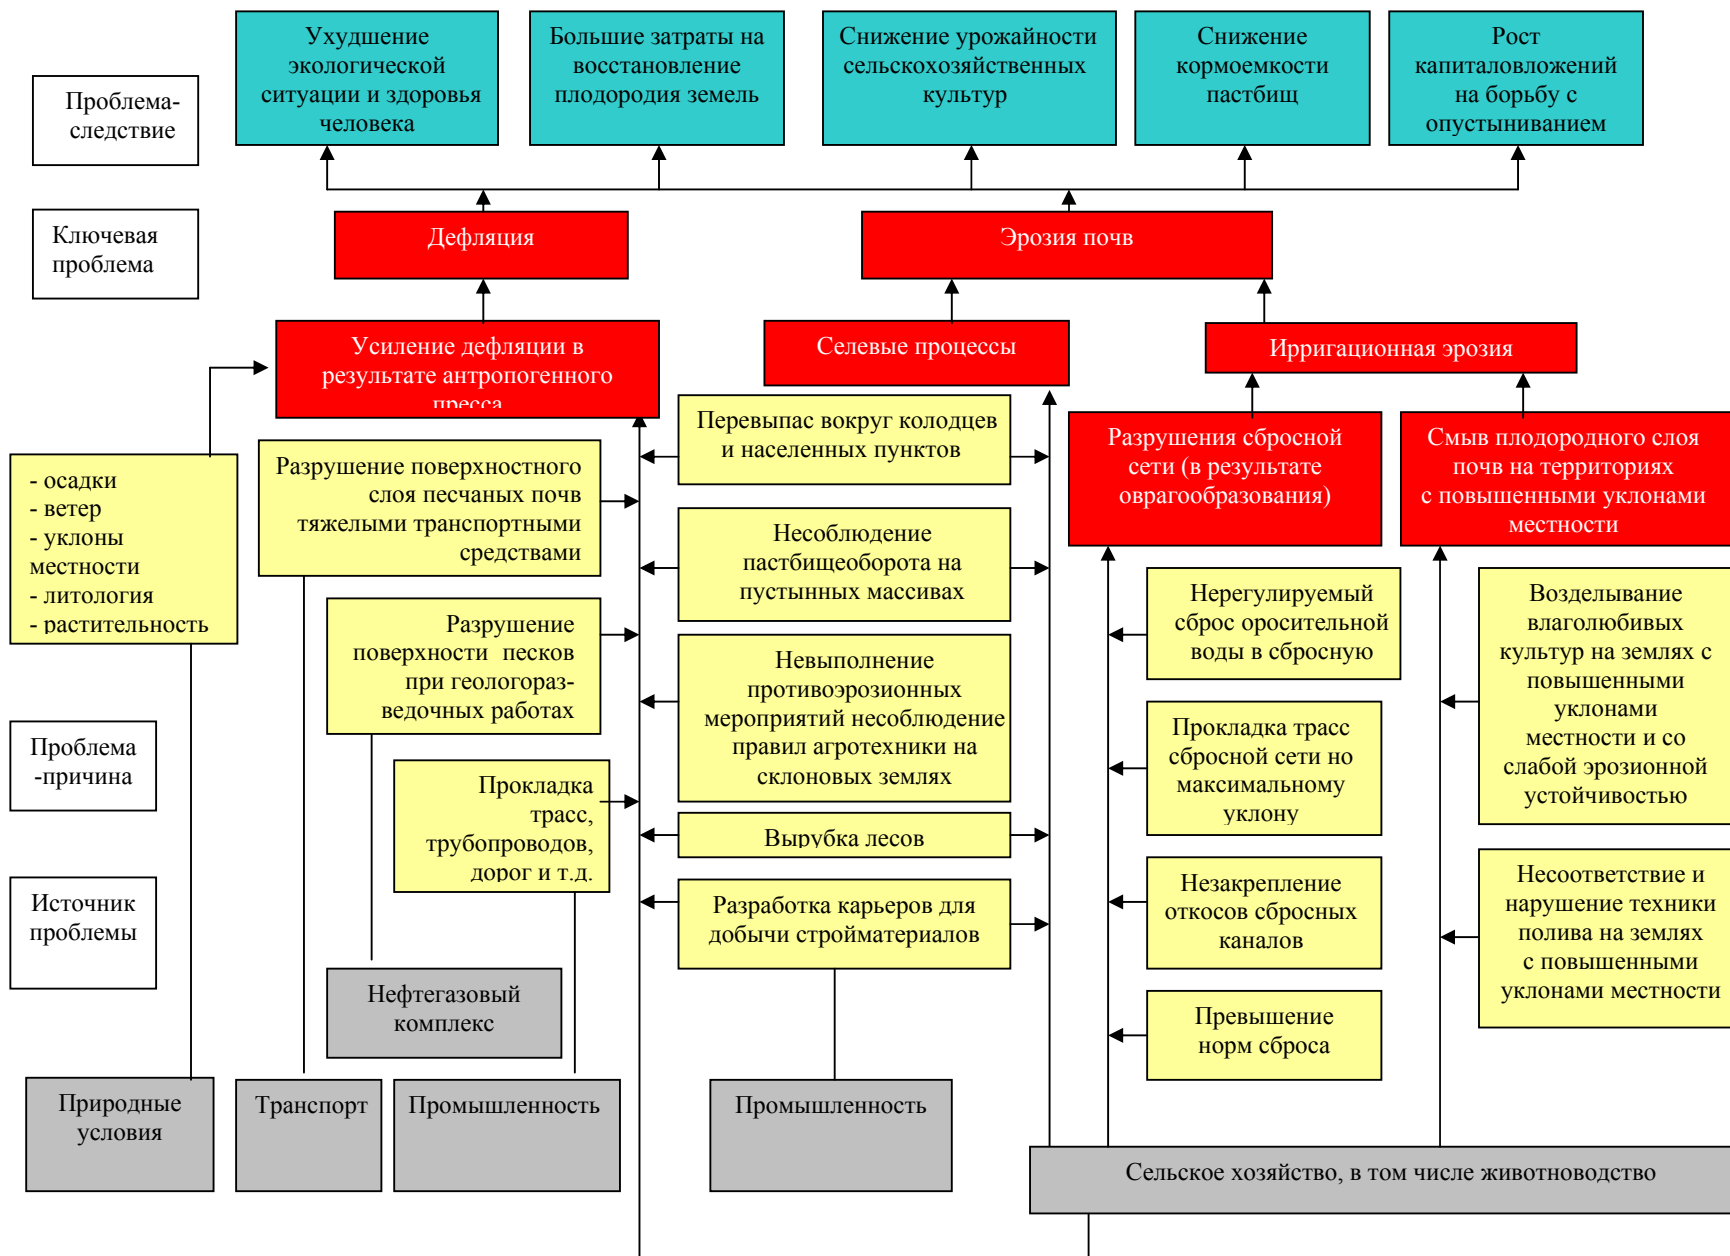 Ухудшение
экологической
ситуации и здоровья
человека
Большие затраты на
восстановление
плодородия земель
Снижение урожайности
сельскохозяйственных
культур
Снижение
кормоемкости
пастбищ
Рост
капиталовложений
на борьбу с
опустыниванием
Проблема-
следствие
Ключевая
проблема
Дефляция
Эрозия почв
Усиление дефляции в
результате антропогенного
пресса
Селевые процессы
Ирригационная эрозия
- осадки
- ветер
- уклоны
местности
- литология
- растительность
Разрушение поверхностного
слоя песчаных почв
тяжелыми транспортными
средствами
Перевыпас вокруг колодцев
и населенных пунктов
Разрушения сбросной
сети (в результате
оврагообразования)
Смыв плодородного слоя
почв на территориях
с повышенными уклонами
местности
Несоблюдение
пастбищеоборота на
пустынных массивах
Разрушение
поверхности песков
при геологораз-
ведочных работах
Невыполнение
противоэрозионных
мероприятий несоблюдение
правил агротехники на
склоновых землях
Нерегулируемый
сброс оросительной
воды в сбросную
Возделывание
влаголюбивых
культур на землях с
повышенными
уклонами
местности и со
слабой эрозионной
устойчивостью
Проблема
-причина
Прокладка
трасс,
трубопроводов,
дорог и т.д.
Вырубка лесов
Прокладка трасс
сбросной сети но
максимальному
уклону
Источник
проблемы
Разработка карьеров для
добычи стройматериалов
Незакрепление
откосов сбросных
каналов
Несоответствие и
нарушение техники
полива на землях
с повышенными
уклонами местности
Нефтегазовый
комплекс
Превышение
норм сброса
Природные
условия
Транспорт
Промышленность
Промышленность
Сельское хозяйство, в том числе животноводство